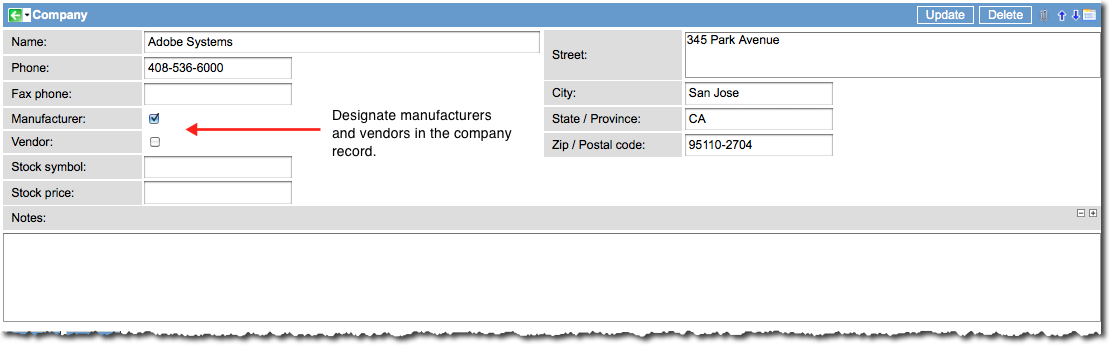 Company
Update
Delete
Name:
Adobe Systems
Phone:
408-536-6000
Fax phone:
Manufacturer:
Vendor:
Stock symbol:
Stock price:
Designate manufacturers
and vendors in the company
record.
Street:
345 Park Avenue
City:
San Jose
State / Province:
CA
Zip / Postal code:
95110-2704
Notes: